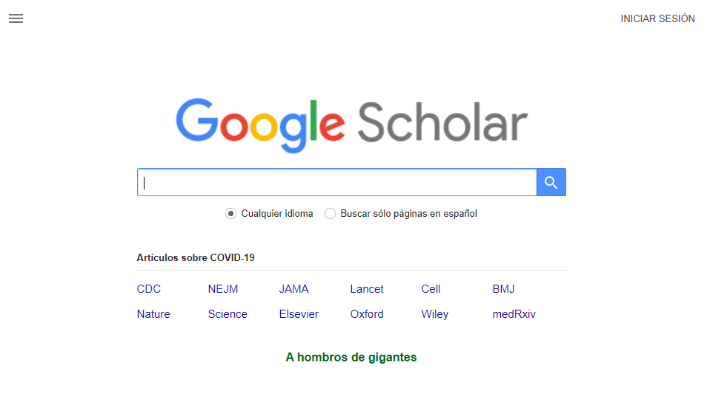 INICIAR SESIÓN
Google Scholar
Cualquier idioma Buscar sólo páginas en español
Artículos sobre COVID-19
CDC NEJM JAMA Lancet Cell BMJ
Nature Science Elsevier Oxford Wiley medRxiv
A hombros de gigantes